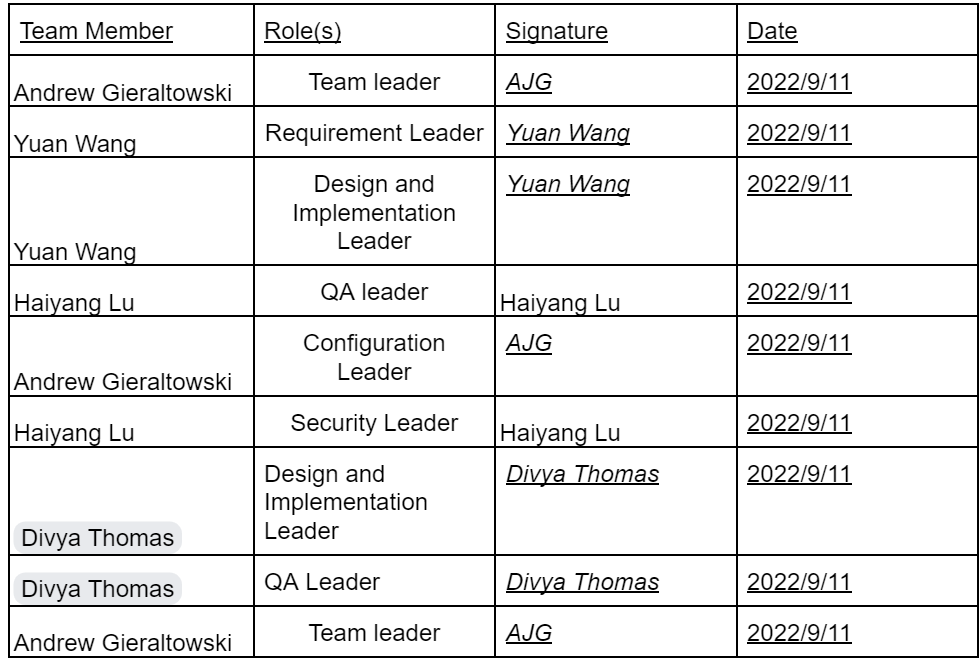 Team Member Role(s) Signature Date
Andrew Gieraltowski Team leader AJG 2022/9/11
Yuan Wang Requirement Leader Yuan Wang 2022/9/11
Yuan Wang Design and
Implementation
Leader Yuan Wang 2022/9/11
Haiyang Lu QA leader Haiyang Lu 2022/9/11
Andrew Gieraltowski Configuration
Leader AJG 2022/9/11
Haiyang Lu Security Leader Haiyang Lu 2022/9/11
Divya Thomas Design and
Implementation
Leader Divya Thomas 2022/9/11
Divya Thomas QA Leader Divya Thomas 2022/9/11
Andrew Gieraltowski Team leader AJG 2022/9/11